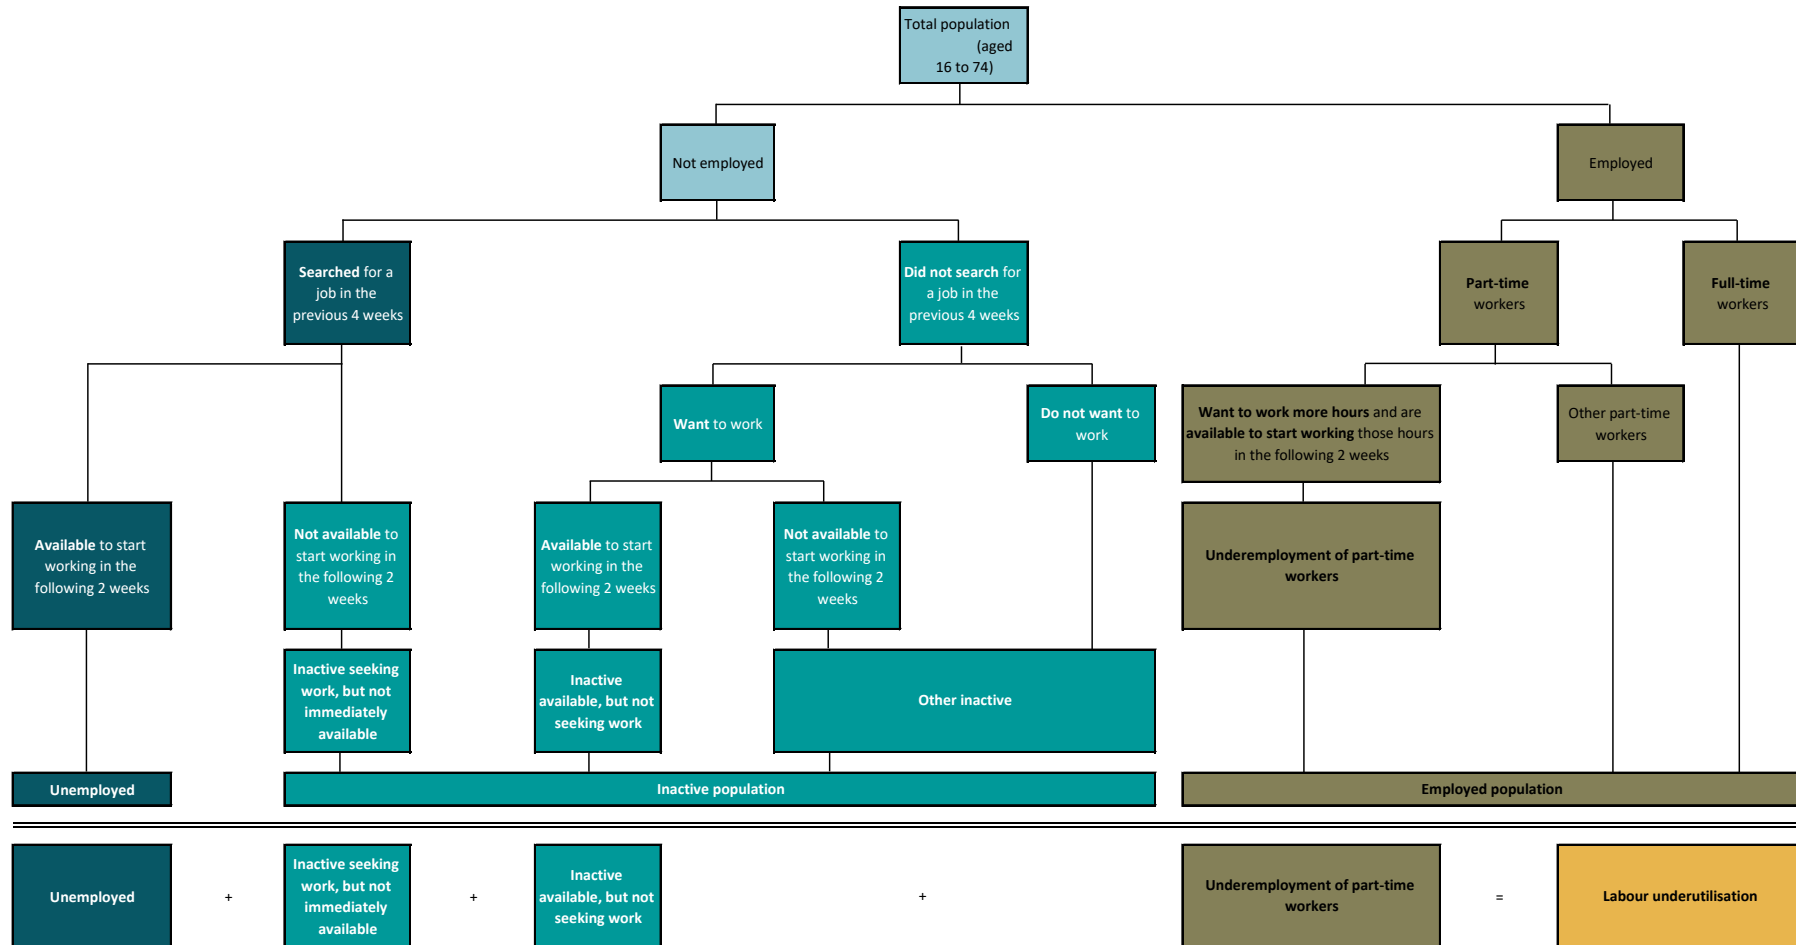 Total population
(aged
16 to 74)
Not employed
Employed
Searched for a
job in the
previous 4 weeks
Did not search for
a job in the
previous 4 weeks
Part-time
workers
Full-time
workers
Want to work
Do not want to
work
Want to work more hours and are
available to start working those hours
in the following 2 weeks
Other part-time
workers
Available to start
working in the
following 2 weeks
Not available to
start working in
the following 2
weeks
Available to start
working in the
following 2 weeks
Not available to
start working in
the following 2
weeks
Underemployment of part-time
workers
Inactive seeking
work, but not
immediately
available
Inactive
available, but not
seeking work
Other inactive
Unemployed
Inactive population
Employed population
Unemployed
+
Inactive seeking
work, but not
immediately
available
+
Inactive
available, but not
seeking work
+
Underemployment of part-time
workers
=
Labour underutilisation